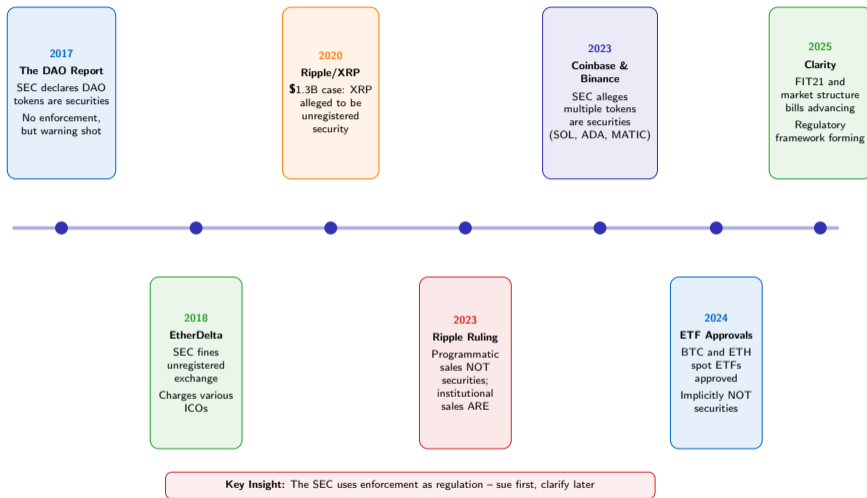 2017
The DAO Report
SEC declares DAO
tokens are securities
No enforcement,
but warning shot
2020
Ripple/XRP
$1.3B case: XRP
alleged to be
unregistered
security
2023
Coinbase &
Binance
SEC alleges
multiple tokens
are securities
(SOL, ADA, MATIC)
2025
Clarity
FIT21 and
market structure
bills advancing
Regulatory
framework forming
2018
EtherDelta
SEC fines
unregistered
exchange
Charges various
ICOs
2023
Ripple Ruling
Programmatic
sales NOT
securities;
institutional
sales ARE
2024
ETF Approvals
BTC and ETH
spot ETFs
approved
Implicitly NOT
securities
Key Insight: The SEC uses enforcement as regulation – sue first, clarify later